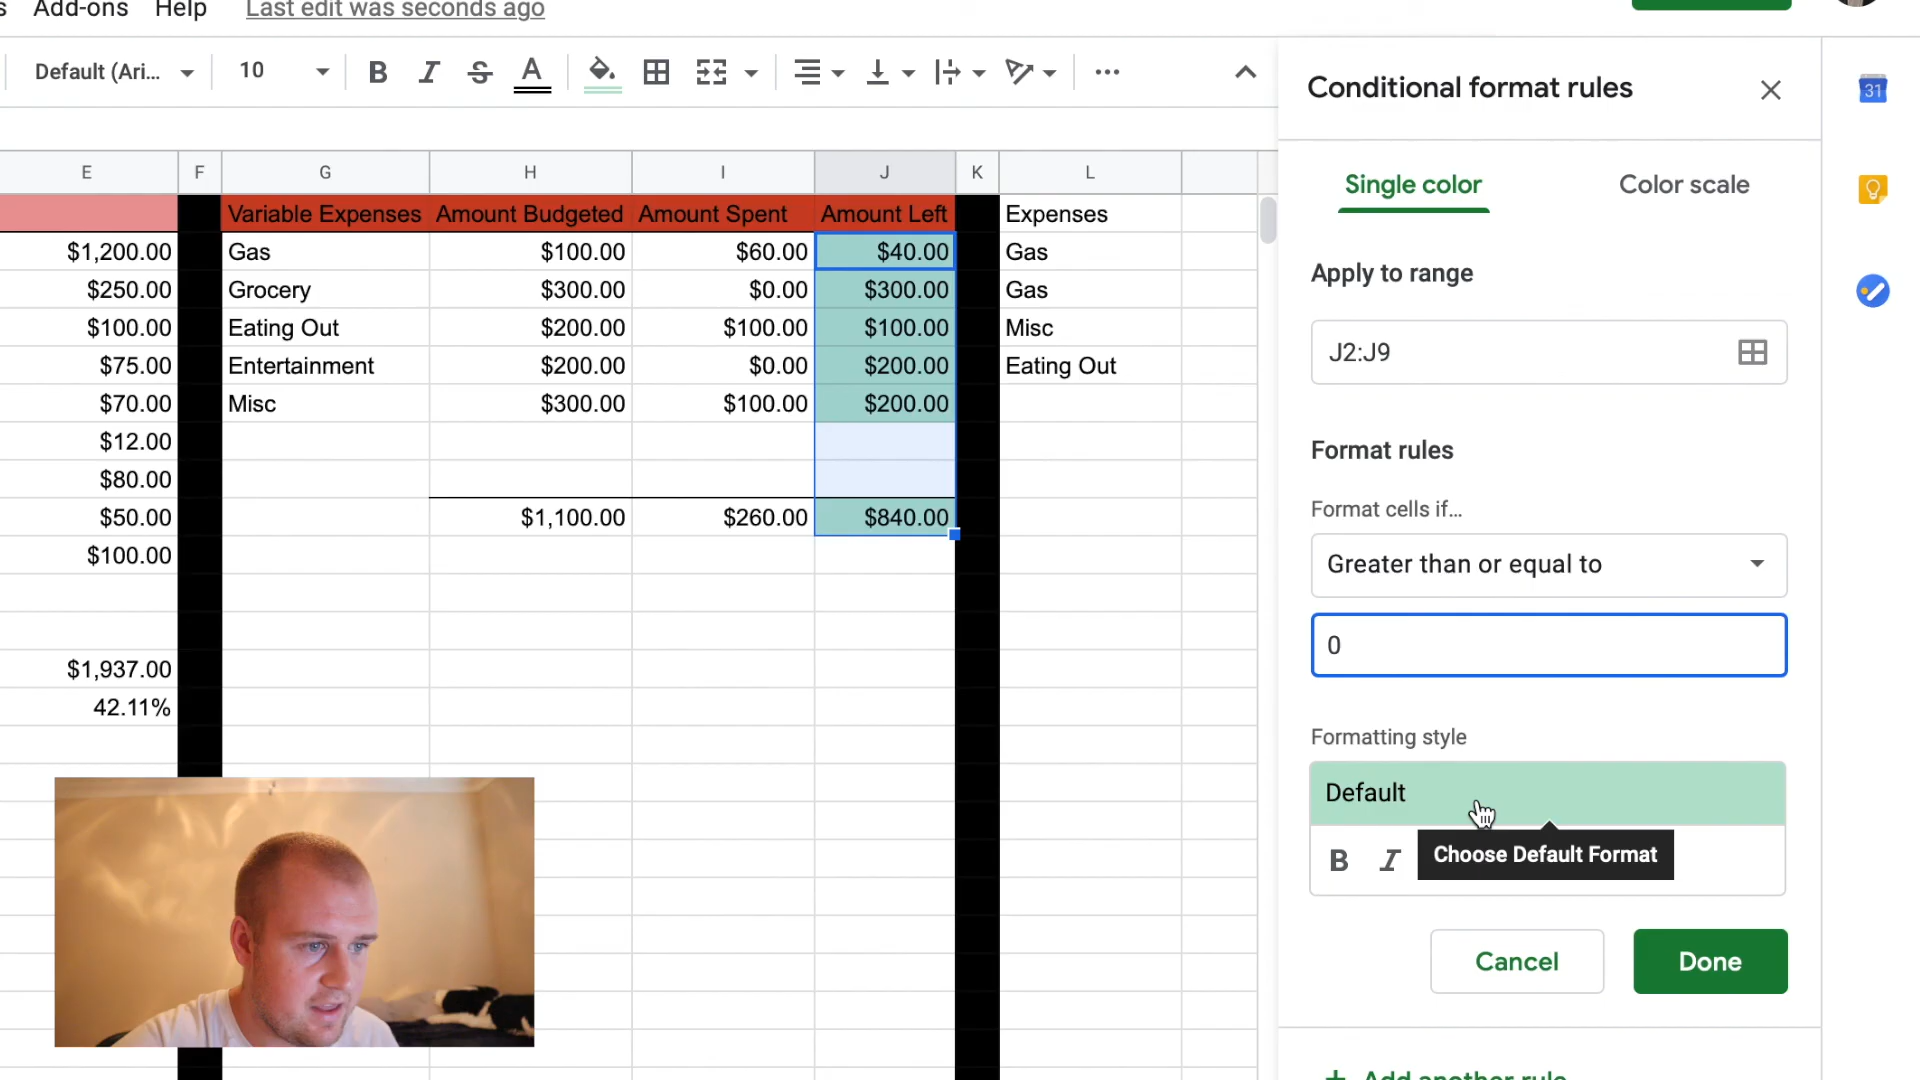 Add-ons Help Last edit was seconds ago
Default (Ari... 10 B I S A
Conditional format rules
31
E F G H I J K L
Single color Color scale
Variable Expenses Amount Budgeted Amount Spent Amount Left Expenses
$1,200.00 Gas $100.00 $60.00 $40.00 Gas
$250.00 Grocery $300.00 $0.00 $300.00 Gas
$100.00 Eating Out $200.00 $100.00 $100.00 Misc
$75.00 Entertainment $200.00 $0.00 $200.00 Eating Out
$70.00 Misc $300.00 $100.00 $200.00
$12.00
$80.00
$50.00 $1,100.00 $260.00 $840.00
$100.00
$1,937.00
42.11%
Apply to range
J2:J9
Format rules
Format cells if...
Greater than or equal to
0
Formatting style
Default
B I Choose Default Format
Cancel Done
+ Add another rule